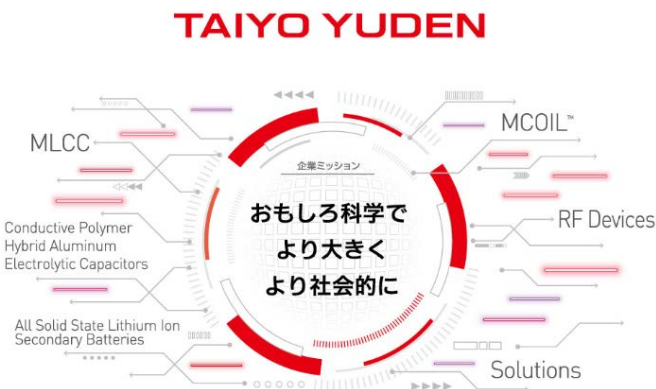 TAIYO YUDEN
MLCC
MCOIL™
企業ミッション
おもしろ科学で
より大きく
より社会的に
Conductive Polymer
Hybrid Aluminum
Electrolytic Capacitors
RF Devices
All Solid State Lithium Ion
Secondary Batteries
Solutions